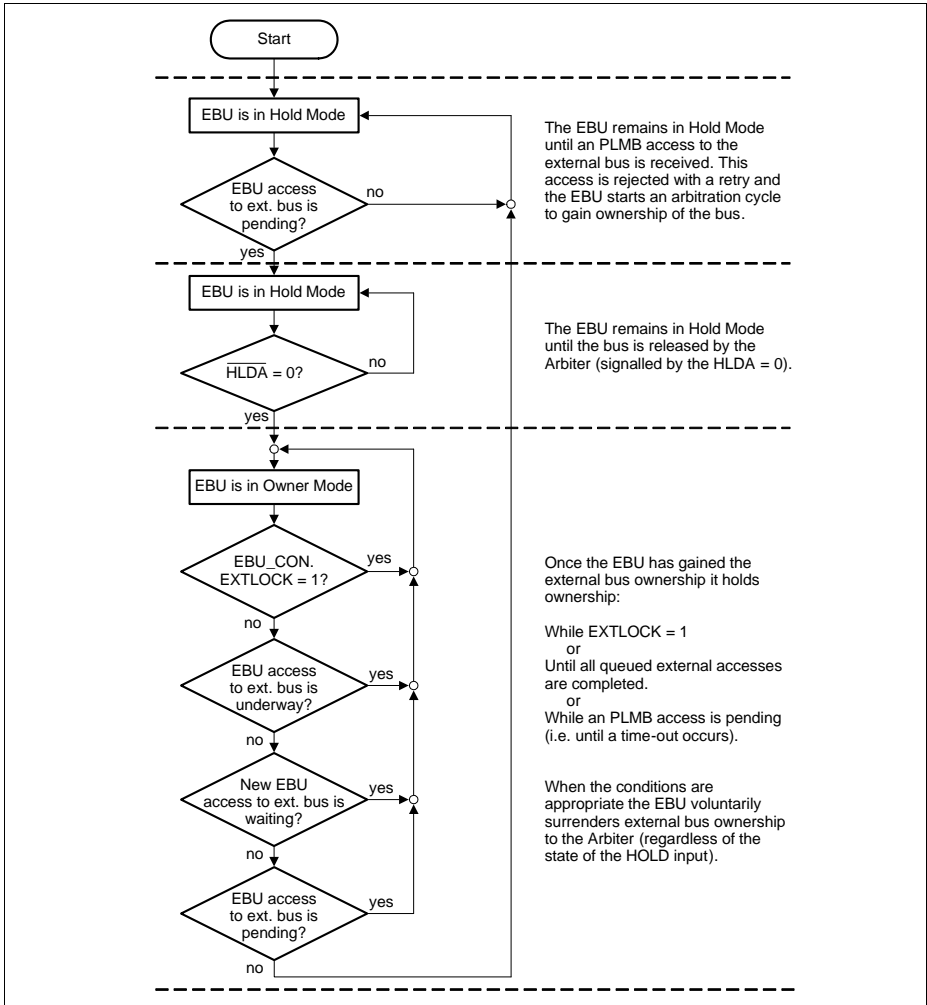 Start
EBU is in Hold Mode
EBU access
to ext. bus is
pending?
no
yes
The EBU remains in Hold Mode
until an PLMB access to the
external bus is received. This
access is rejected with a retry and
the EBU starts an arbitration cycle
to gain ownership of the bus.
EBU is in Hold Mode
HLDA = 0?
no
yes
The EBU remains in Hold Mode
until the bus is released by the
Arbiter (signalled by the HLDA = 0).
EBU is in Owner Mode
EBU_CON.
EXTLOCK = 1?
yes
no
EBU access
to ext. bus is
underway?
yes
no
New EBU
access to ext. bus is
waiting?
yes
no
EBU access
to ext. bus is
pending?
yes
no
Once the EBU has gained the
external bus ownership it holds
ownership:
While EXTLOCK = 1
or
Until all queued external accesses
are completed.
or
While an PLMB access is pending
(i.e. until a time-out occurs).
When the conditions are
appropriate the EBU voluntarily
surrenders external bus ownership
to the Arbiter (regardless of the
state of the HOLD input).